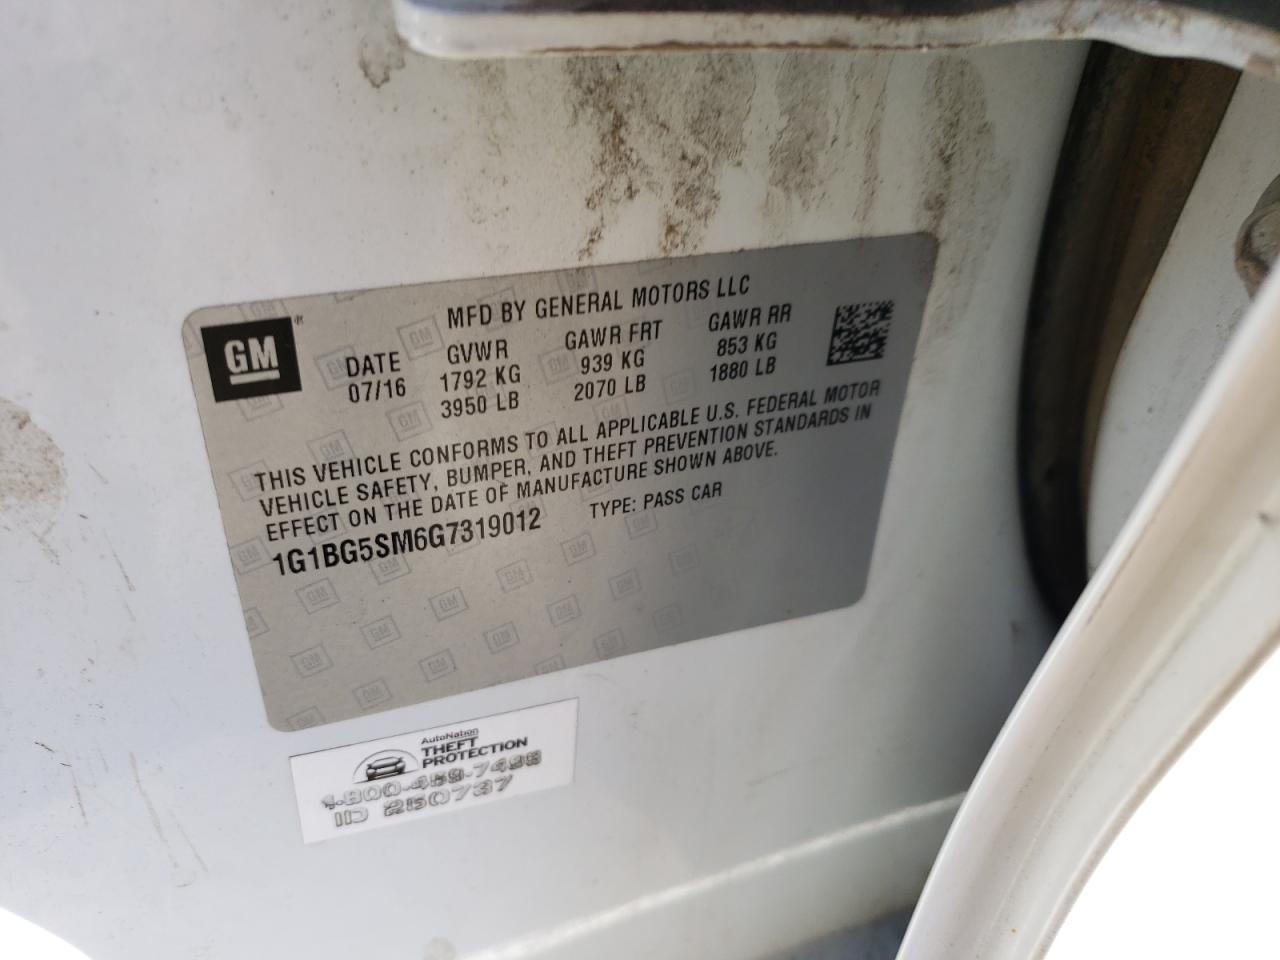 MFD BY GENERAL MOTORS LLC
GM
DATE GVWR GAWR FRT GAWR RR
07/16 1792 KG 939 KG 853 KG
3950 LB 2070 LB 1880 LB
THIS VEHICLE CONFORMS TO ALL APPLICABLE U.S. FEDERAL MOTOR
VEHICLE SAFETY, BUMPER, AND THEFT PREVENTION STANDARDS IN
EFFECT ON THE DATE OF MANUFACTURE SHOWN ABOVE.
1G1BG5SM6G7319012 TYPE: PASS CAR
AutoNation
THEFT
PROTECTION
ID 250737